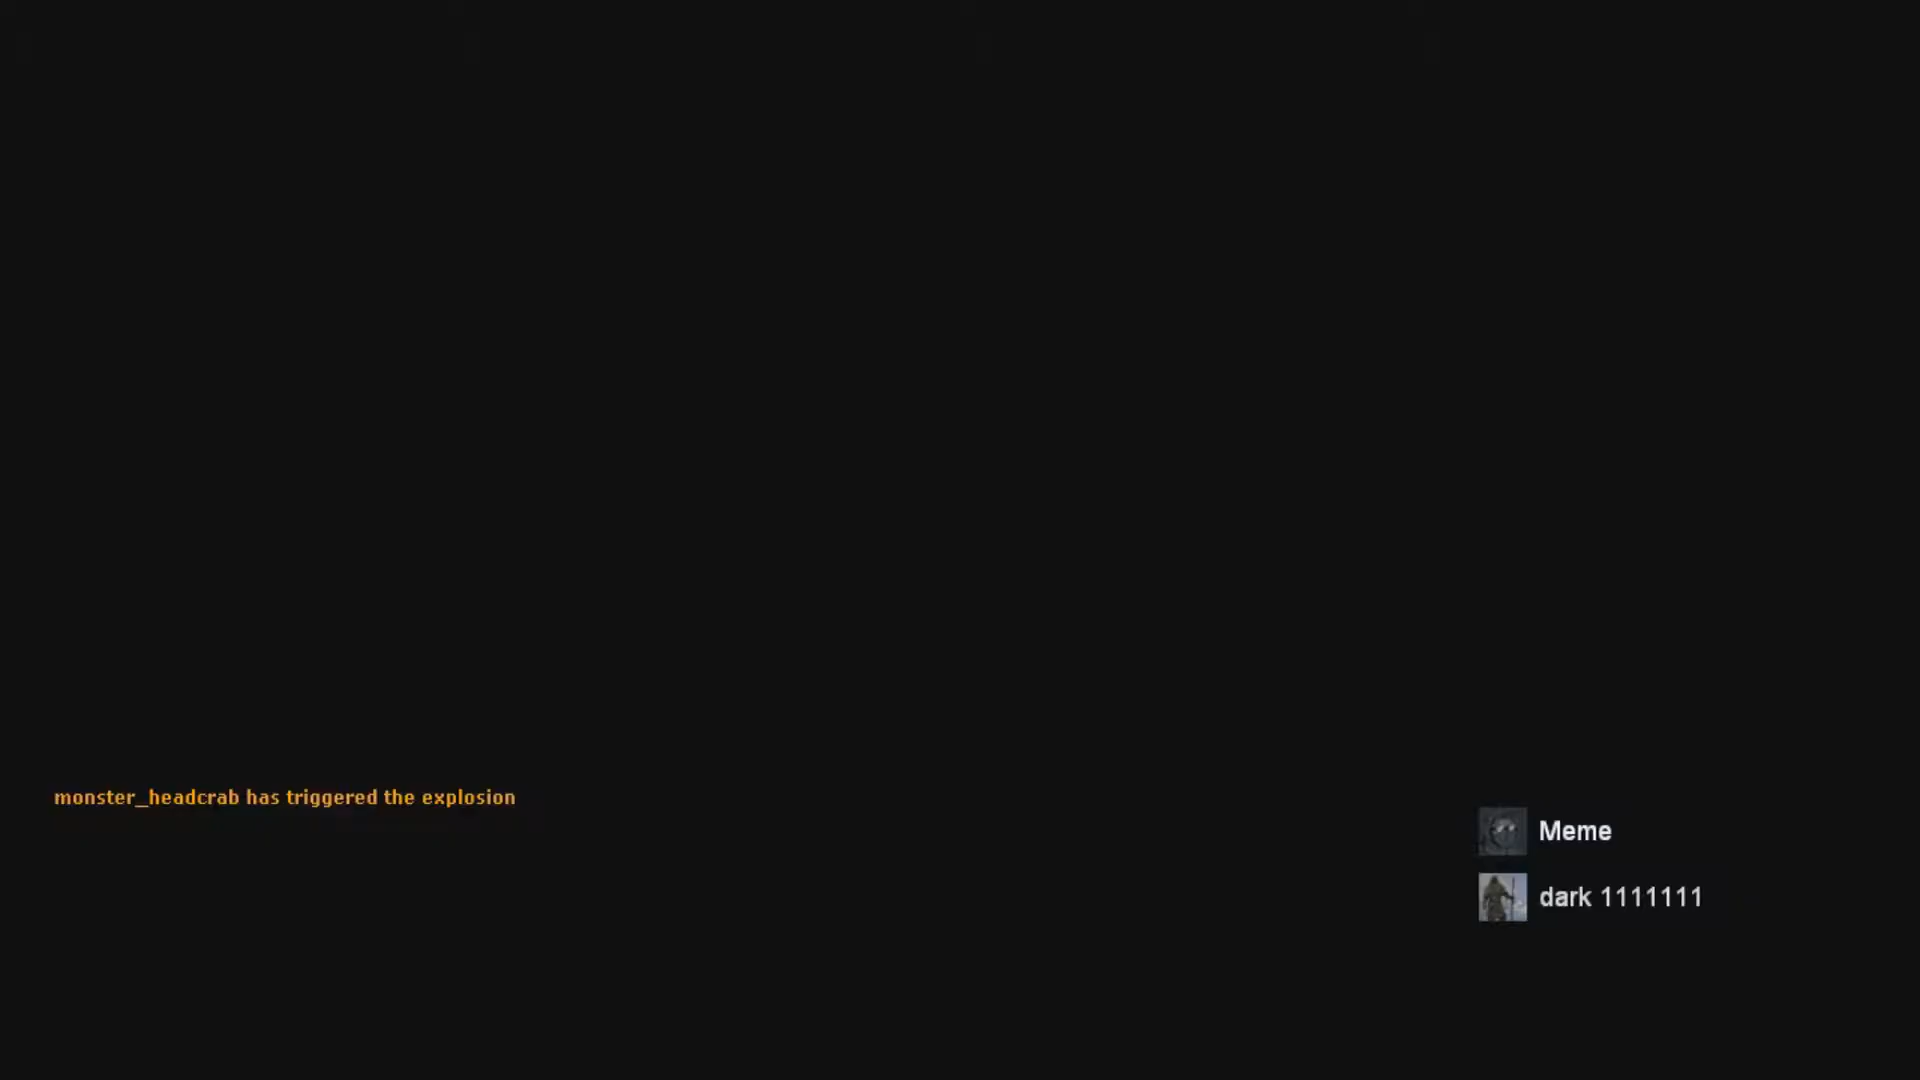 monster_headcrab has triggered the explosion
Meme
dark 1111111